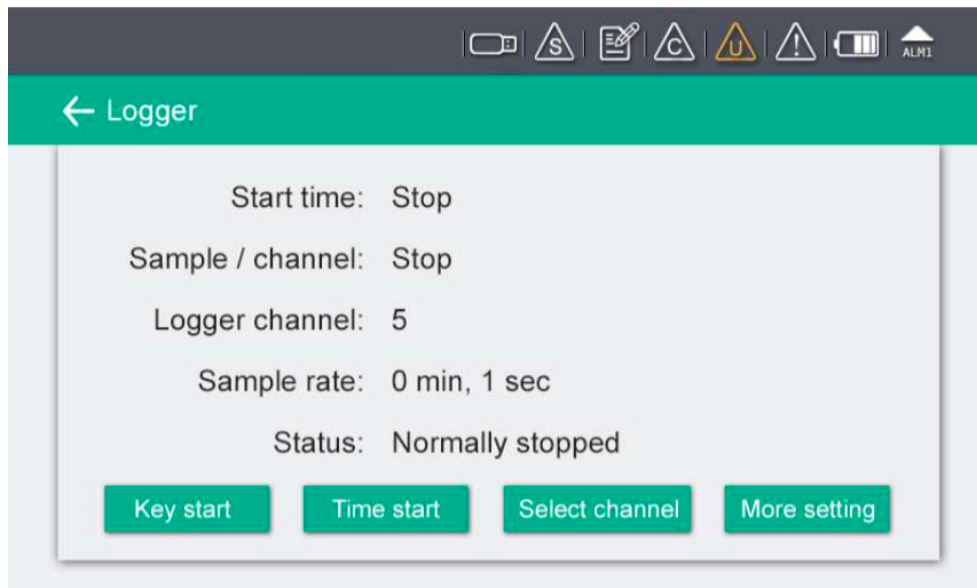 S C U ! ALM1
← Logger
Start time: Stop
Sample / channel: Stop
Logger channel: 5
Sample rate: 0 min, 1 sec
Status: Normally stopped
Key start Time start Select channel More setting